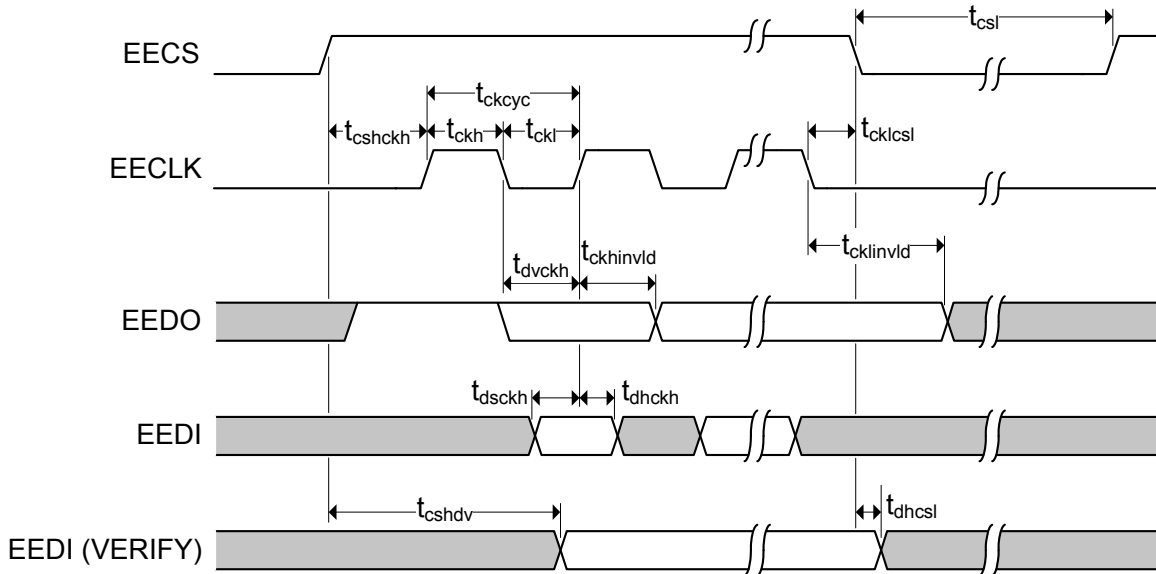 t_csl
EECS
t_ckcyc
t_cshckh t_ckh t_ckl t_cklcsl
EECLK
t_dvckh t_ckhinvld t_cklinvld
EEDO
t_dsckh t_dhckh
EEDI
t_cshdv t_dhcsl
EEDI (VERIFY)